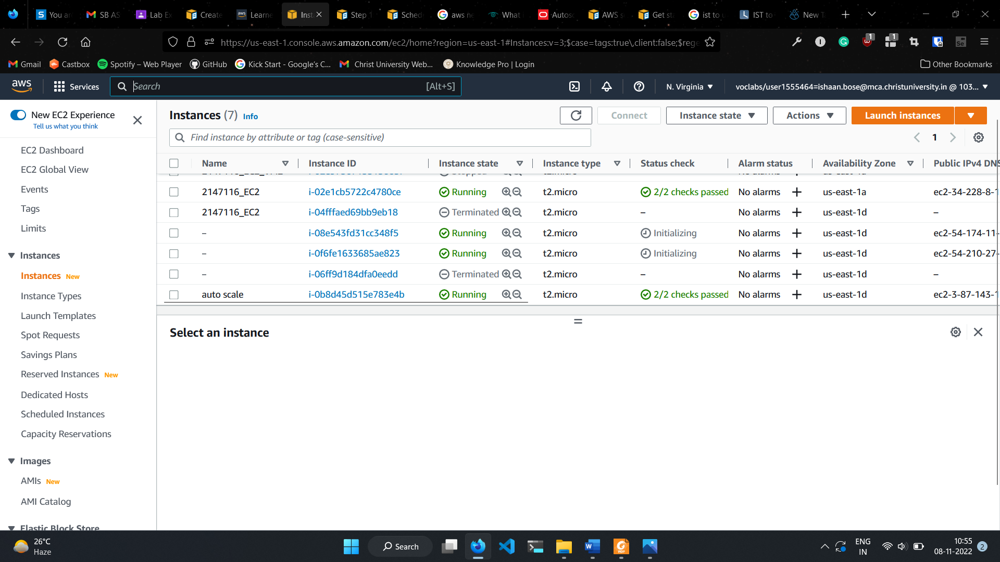 You ar
SB AS
Lab Ex
Create
Learne
Inst
Step 1
Sched
aws ne
What i
Autosc
AWS s
Get sta
ist to u
IST to
New T
https://us-east-1.console.aws.amazon.com/ec2/home?region=us-east-1#Instances:v=3;$case=tags:true\,client:false;$rege
1
1
Gmail
Castbox
Spotify – Web Player
GitHub
Kick Start - Google's C...
Christ University Web...
Knowledge Pro | Login
Other Bookmarks
aws
Services
Search
[Alt+S]
N. Virginia
voclabs/user1555464=ishaan.bose@mca.christuniversity.in @ 103...
New EC2 Experience
Tell us what you think
EC2 Dashboard
EC2 Global View
Events
Tags
Limits
Instances
Instances New
Instance Types
Launch Templates
Spot Requests
Savings Plans
Reserved Instances New
Dedicated Hosts
Scheduled Instances
Capacity Reservations
Images
AMIs New
AMI Catalog
Elastic Block Store
Instances (7) Info
Connect
Instance state
Actions
Launch instances
Find instance by attribute or tag (case-sensitive)
1
Name Instance ID Instance state Instance type Status check Alarm status Availability Zone Public IPv4 DNS
2147116_EC2 i-02e1cb5722c4780ce Running t2.micro 2/2 checks passed No alarms + us-east-1a ec2-34-228-8-1
2147116_EC2 i-04fffaed69bb9eb18 Terminated t2.micro – No alarms + us-east-1d –
– i-08e543fd31cc348f5 Running t2.micro Initializing No alarms + us-east-1d ec2-54-174-11-
– i-0f6fe1633685ae823 Running t2.micro Initializing No alarms + us-east-1d ec2-54-210-27-
– i-06ff9d184dfa0eedd Terminated t2.micro – No alarms + us-east-1d –
auto scale i-0b8d45d515e783e4b Running t2.micro 2/2 checks passed No alarms + us-east-1d ec2-3-87-143-1
Select an instance
26°C
Haze
Search
ENG
IN
10:55
08-11-2022
2